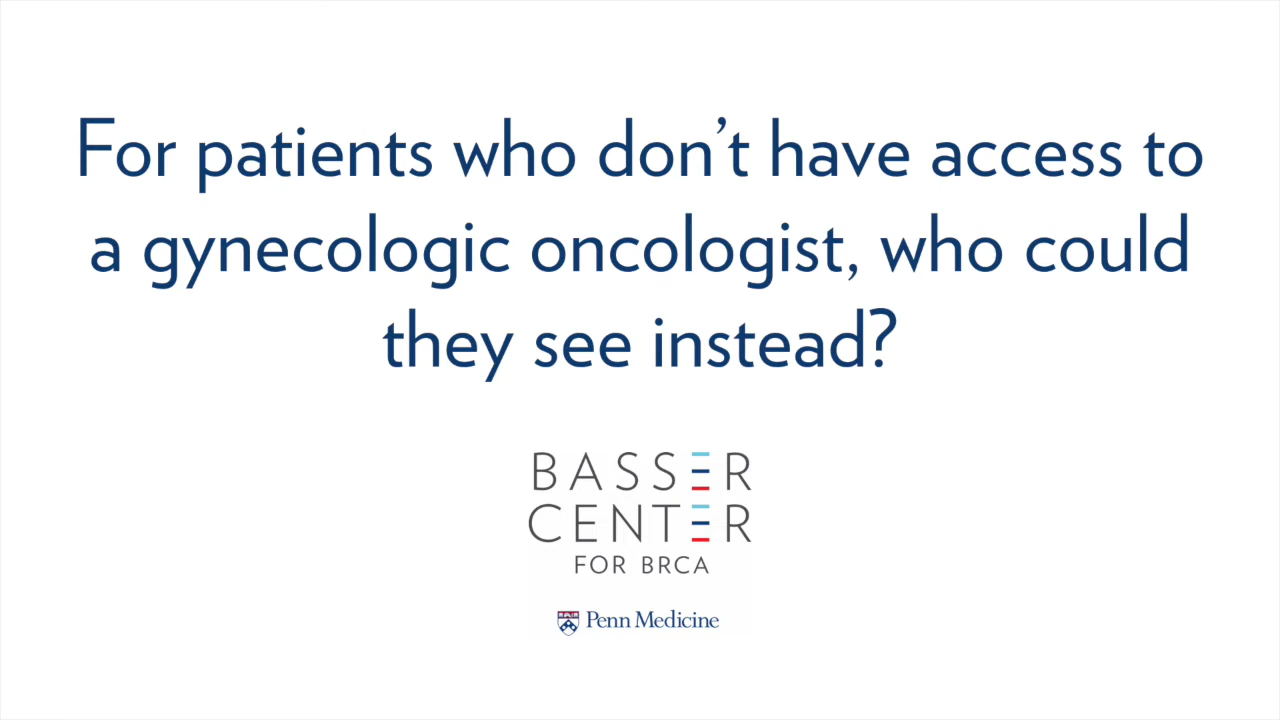 For patients who don’t have access to
a gynecologic oncologist, who could
they see instead?
BASSER
CENTER
FOR BRCA
Penn Medicine